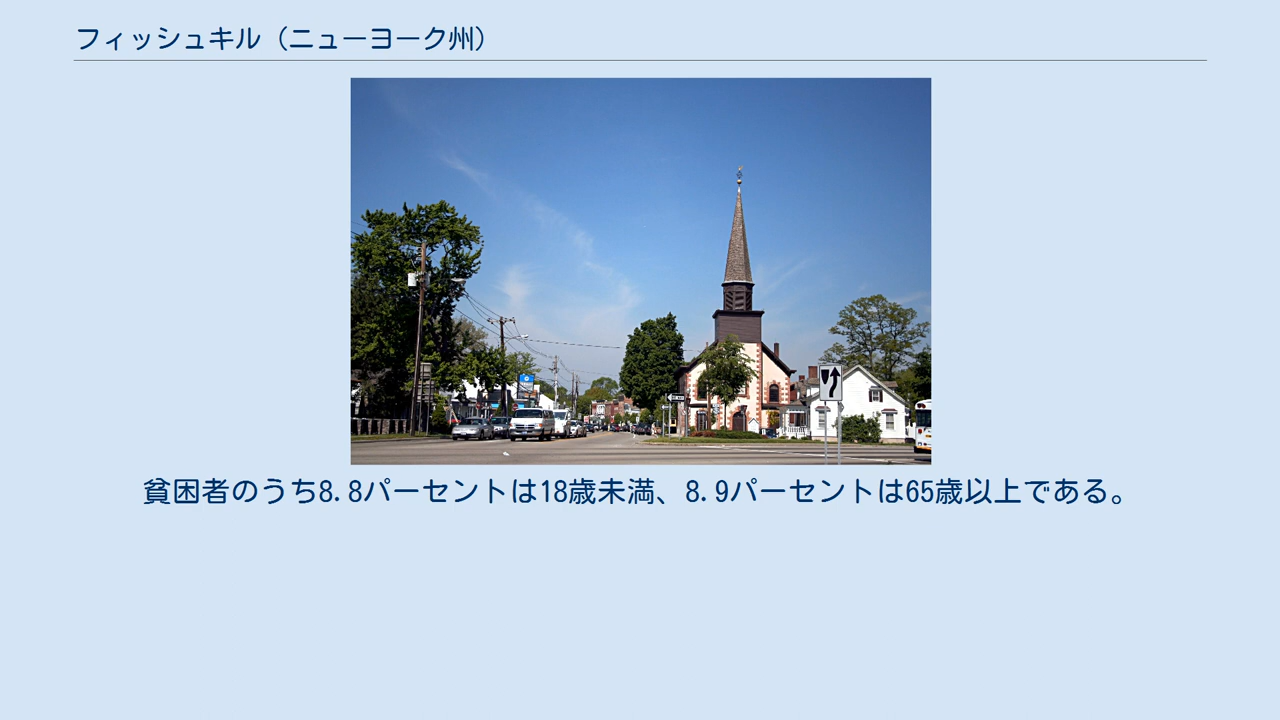 フィッシュキル（ニューヨーク州）
貧困者のうち8.8パーセントは18歳未満、8.9パーセントは65歳以上である。